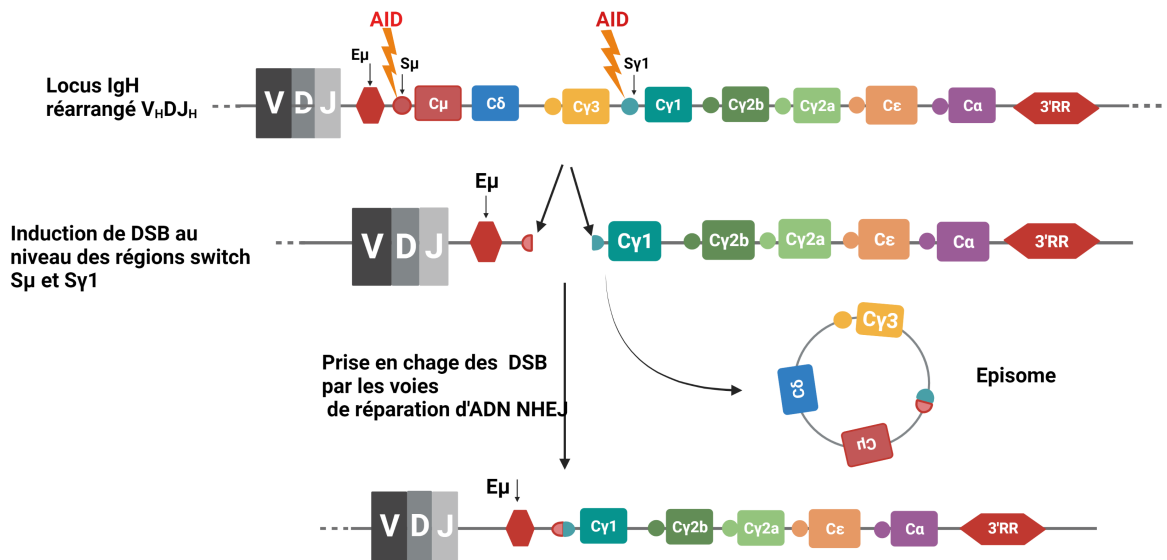 AID
AID
Eµ
Sµ
Sγ1
Locus IgH
réarrangé VHDJH
V D J
Cµ
Cδ
Cγ3
Cγ1
Cγ2b
Cγ2a
Cε
Cα
3'RR
Eµ
Induction de DSB au
niveau des régions switch
Sµ et Sγ1
V D J
Cγ1
Cγ2b
Cγ2a
Cε
Cα
3'RR
Prise en chage des DSB
par les voies
de réparation d'ADN NHEJ
Cγ3
Cδ
Cµ
Episome
Eµ
V D J
Cγ1
Cγ2b
Cγ2a
Cε
Cα
3'RR